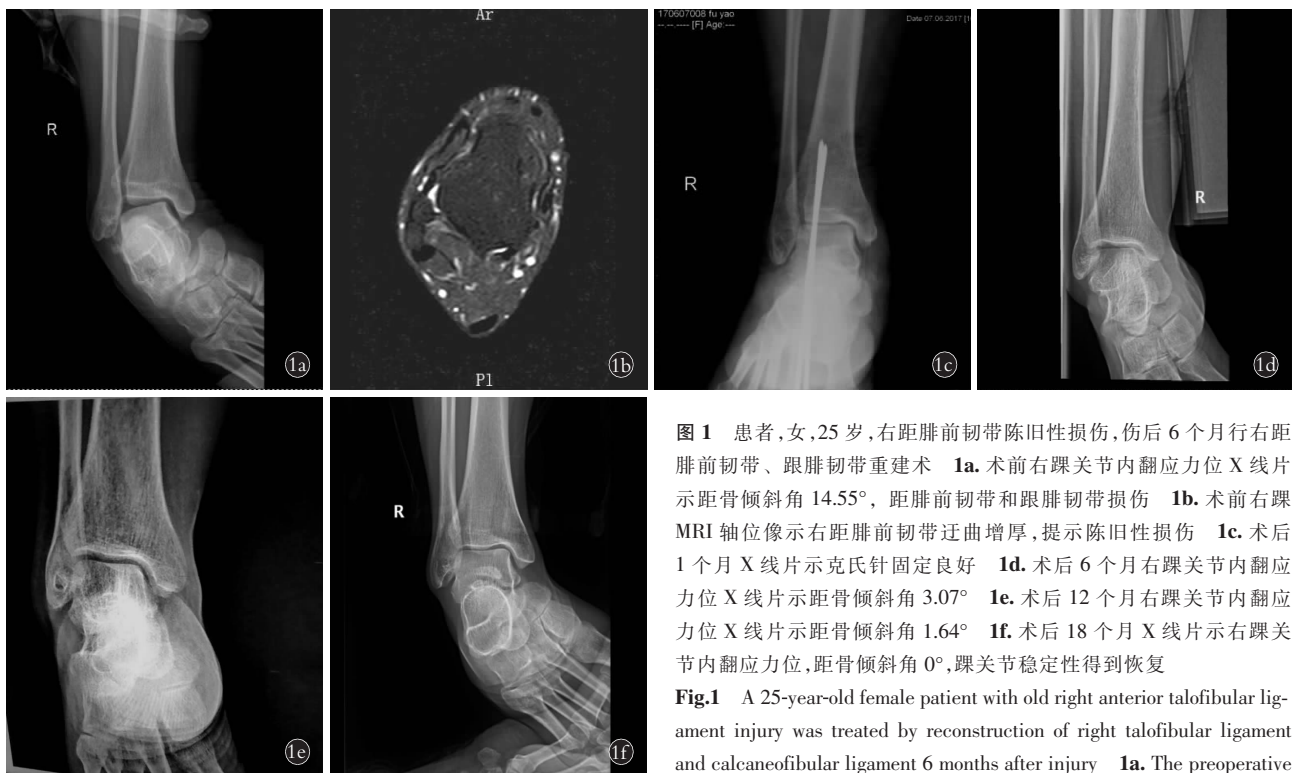 Ar
R
1a
1b
Pl
170607008 fu yao
--.--.---- [F] Age:---
R
1c
R
1d
1e
R
1f
图 1 患者,女,25 岁,右距腓前韧带陈旧性损伤,伤后 6 个月行右距
腓前韧带、跟腓韧带重建术 1a. 术前右踝关节内翻应力位 X 线片
示距骨倾斜角 14.55°, 距腓前韧带和跟腓韧带损伤 1b. 术前右踝
MRI 轴位像示右距腓前韧带迂曲增厚,提示陈旧性损伤 1c. 术后
1 个月 X 线片示克氏针固定良好 1d. 术后 6 个月右踝关节内翻应
力位 X 线片示距骨倾斜角 3.07° 1e. 术后 12 个月右踝关节内翻应
力位 X 线片示距骨倾斜角 1.64° 1f. 术后 18 个月 X 线片示右踝关
节内翻应力位,距骨倾斜角 0°,踝关节稳定性得到恢复
Fig.1 A 25-year-old female patient with old right anterior talofibular lig-
ament injury was treated by reconstruction of right talofibular ligament
and calcaneofibular ligament 6 months after injury 1a. The preoperative